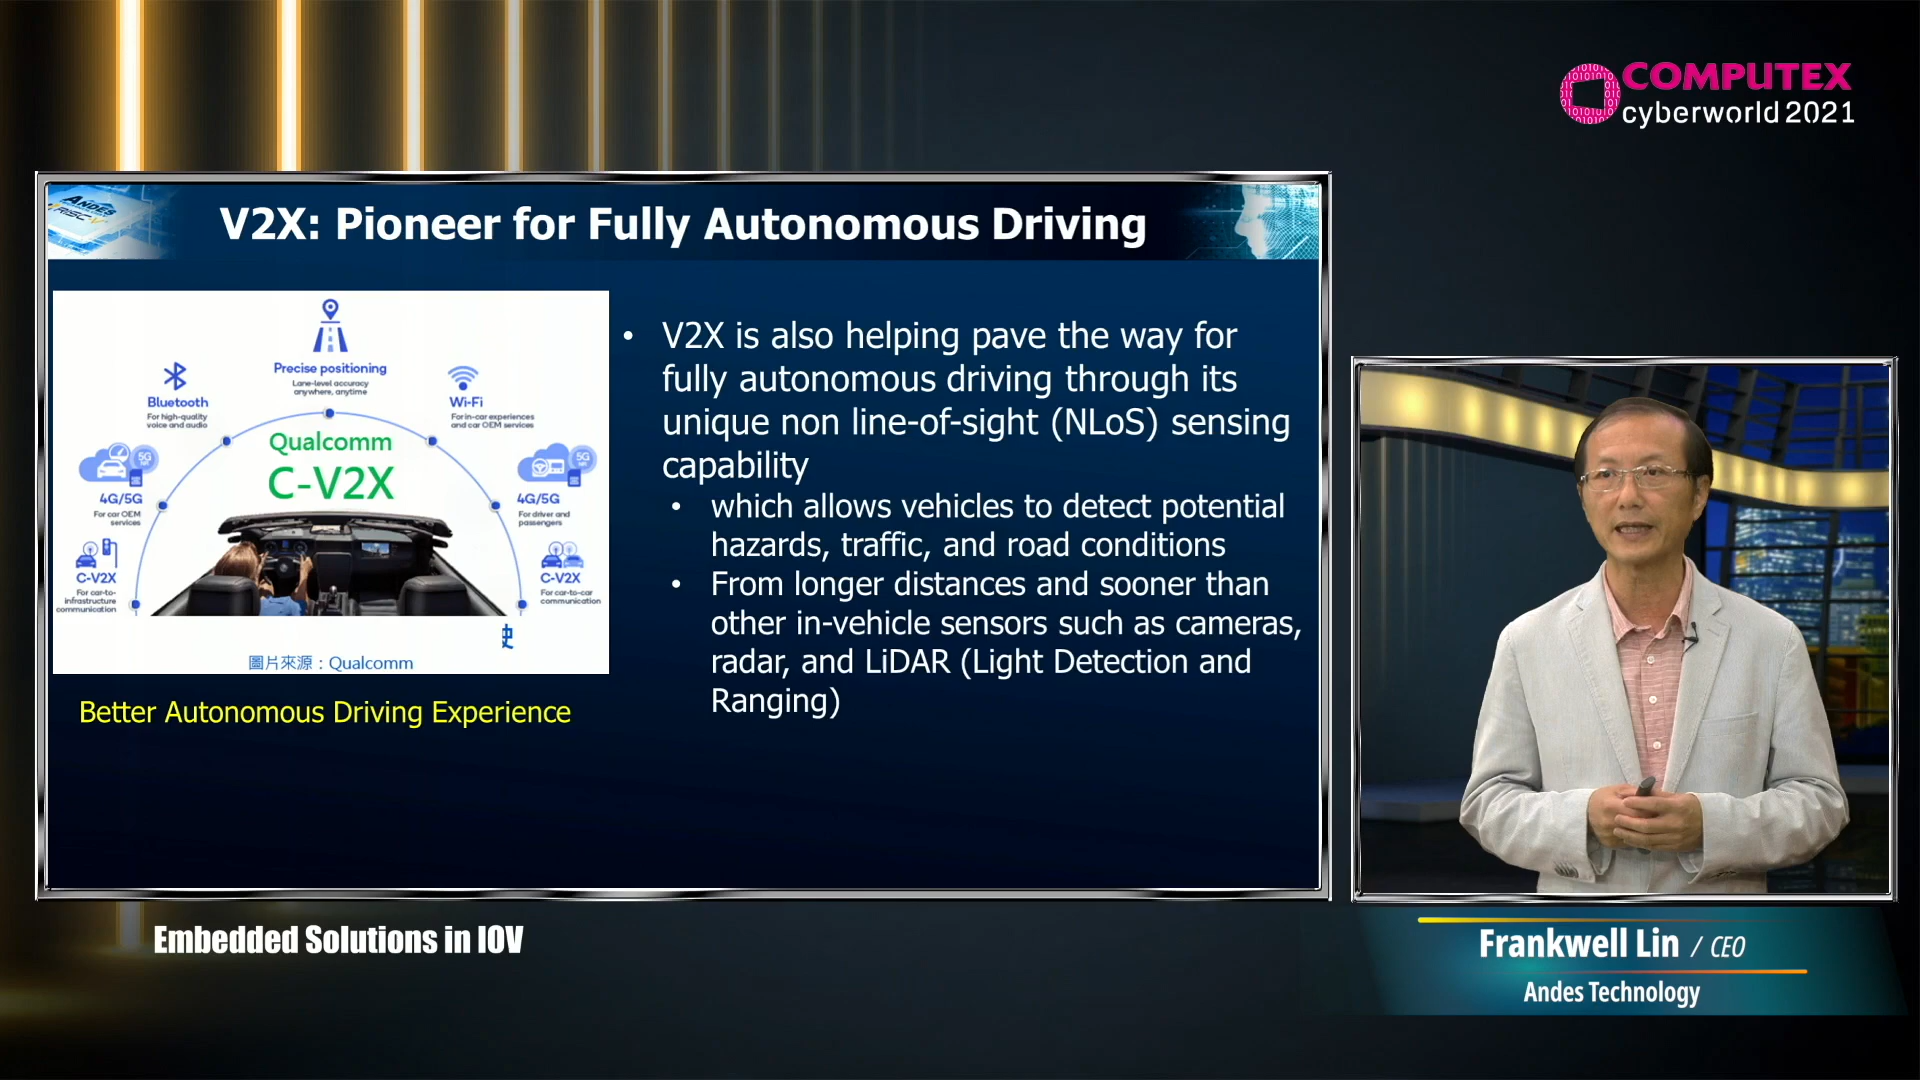 COMPUTEX
cyberworld 2021
ANDES
RISC-V
V2X: Pioneer for Fully Autonomous Driving
Precise positioning
Lane-level accuracy
anywhere, anytime
Bluetooth
For high-quality
voice and audio
Wi-Fi
For in-car experiences
and car OEM services
Qualcomm
C-V2X
5G
4G/5G
For car OEM
services
5G
4G/5G
For driver and
passengers
C-V2X
For car-to-
infrastructure
communication
C-V2X
For car-to-car
communication
圖片來源：Qualcomm
Better Autonomous Driving Experience
• V2X is also helping pave the way for
fully autonomous driving through its
unique non line-of-sight (NLoS) sensing
capability
• which allows vehicles to detect potential
hazards, traffic, and road conditions
• From longer distances and sooner than
other in-vehicle sensors such as cameras,
radar, and LiDAR (Light Detection and
Ranging)
Embedded Solutions in IOV
Frankwell Lin / CEO
Andes Technology